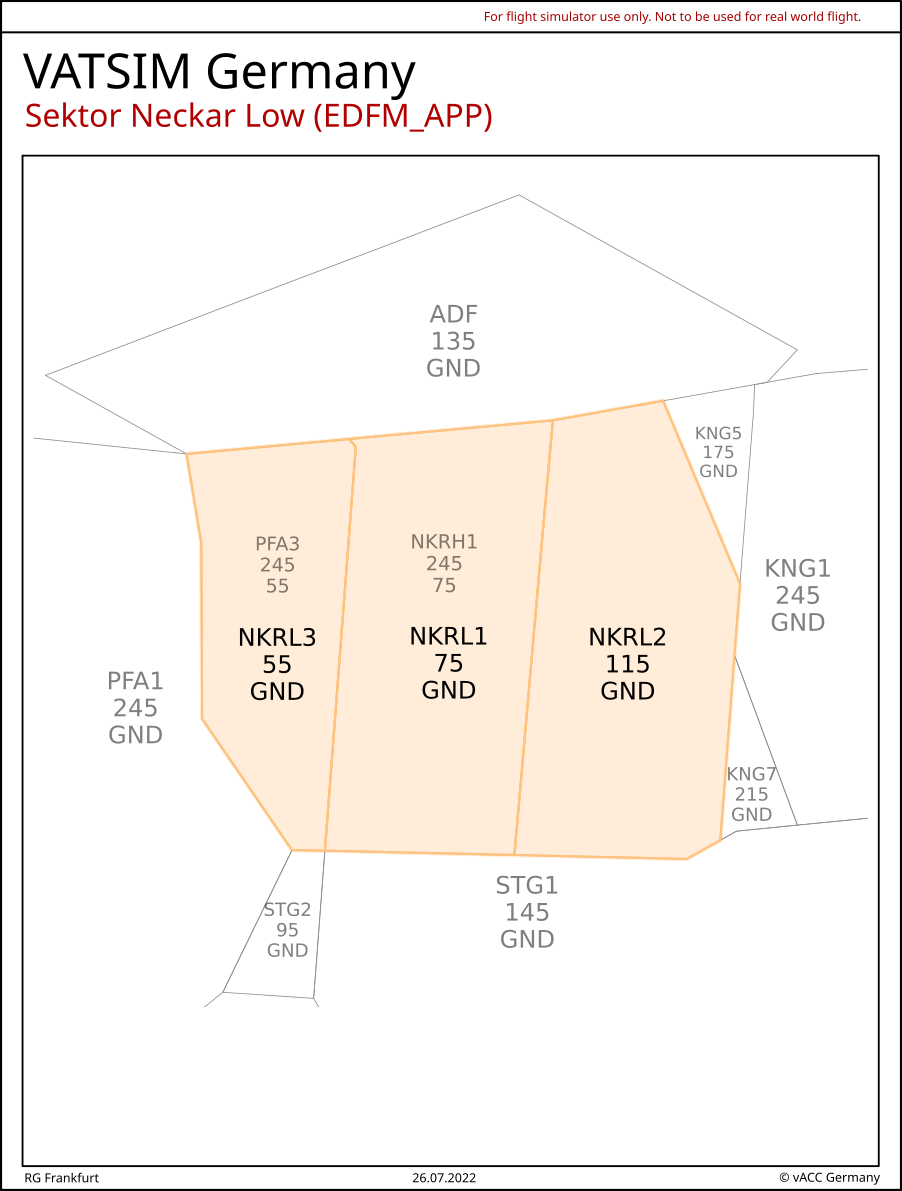 For flight simulator use only. Not to be used for real world flight.
VATSIM Germany
Sektor Neckar Low (EDFM_APP)
ADF
135
GND
KNG5
175
GND
PFA3
245
55
NKRH1
245
75
KNG1
245
GND
NKRL3
55
GND
NKRL1
75
GND
NKRL2
115
GND
PFA1
245
GND
KNG7
215
GND
STG2
95
GND
STG1
145
GND
RG Frankfurt
26.07.2022
© vACC Germany